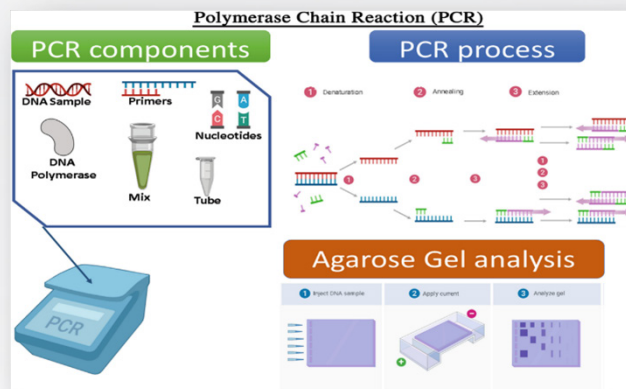 Polymerase Chain Reaction (PCR)
PCR components
PCR process
DNA Sample
Primers
G A
C T
Nucleotides
DNA
Polymerase
Mix
Tube
1 Denaturation
2 Annealing
3 Extension
1
2
3
1
2
3
PCR
Agarose Gel analysis
1 Inject DNA sample
2 Apply current
3 Analyze gel
+
-